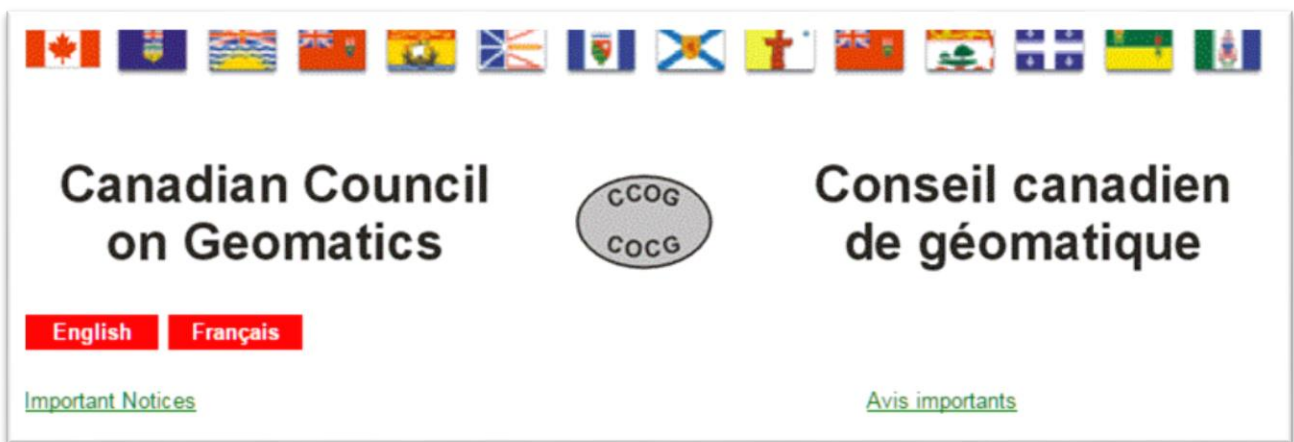 Canadian Council
on Geomatics
CCOG
COCG
Conseil canadien
de géomatique
English
Français
Important Notices
Avis importants